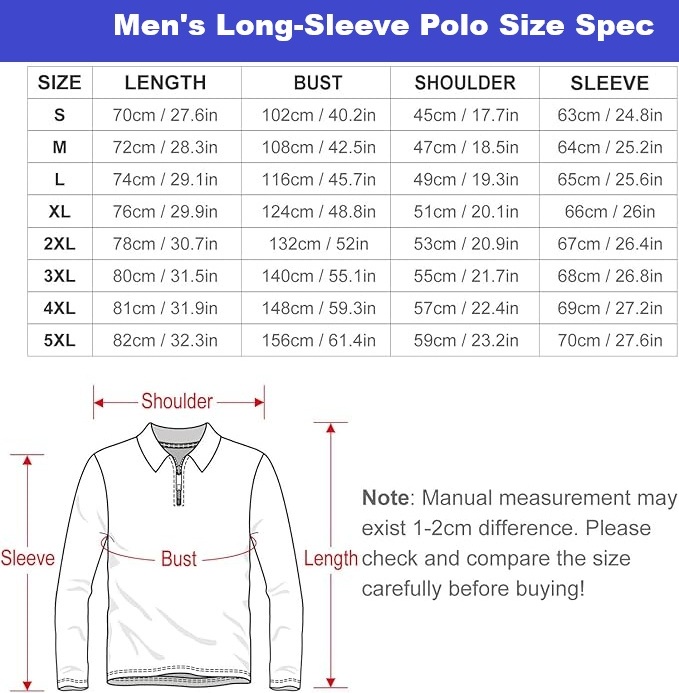 Men's Long-Sleeve Polo Size Spec
SIZE LENGTH BUST SHOULDER SLEEVE
S 70cm / 27.6in 102cm / 40.2in 45cm / 17.7in 63cm / 24.8in
M 72cm / 28.3in 108cm / 42.5in 47cm / 18.5in 64cm / 25.2in
L 74cm / 29.1in 116cm / 45.7in 49cm / 19.3in 65cm / 25.6in
XL 76cm / 29.9in 124cm / 48.8in 51cm / 20.1in 66cm / 26in
2XL 78cm / 30.7in 132cm / 52in 53cm / 20.9in 67cm / 26.4in
3XL 80cm / 31.5in 140cm / 55.1in 55cm / 21.7in 68cm / 26.8in
4XL 81cm / 31.9in 148cm / 59.3in 57cm / 22.4in 69cm / 27.2in
5XL 82cm / 32.3in 156cm / 61.4in 59cm / 23.2in 70cm / 27.6in
Shoulder
Sleeve
Bust
Length
Note: Manual measurement may
exist 1-2cm difference. Please
check and compare the size
carefully before buying!